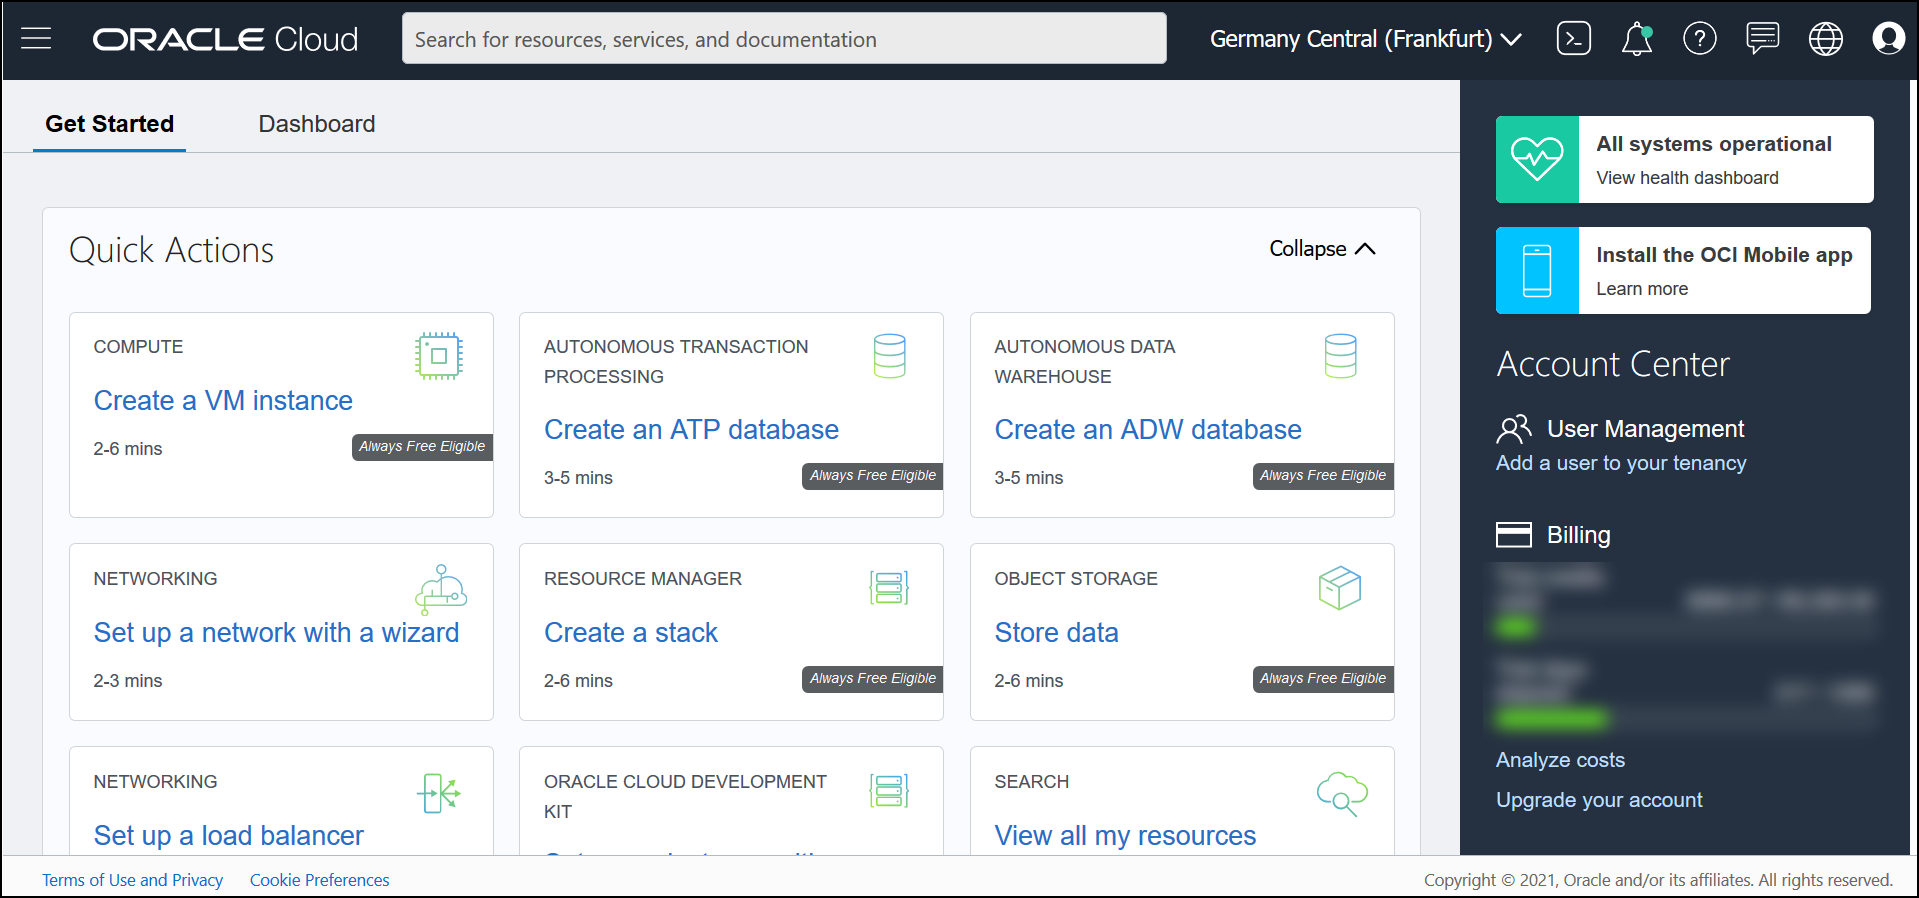 ORACLE Cloud
Search for resources, services, and documentation
Germany Central (Frankfurt)
Get Started
Dashboard
Quick Actions
Collapse
COMPUTE
Create a VM instance
2-6 mins
Always Free Eligible
AUTONOMOUS TRANSACTION
PROCESSING
Create an ATP database
3-5 mins
Always Free Eligible
AUTONOMOUS DATA
WAREHOUSE
Create an ADW database
3-5 mins
Always Free Eligible
NETWORKING
Set up a network with a wizard
2-3 mins
RESOURCE MANAGER
Create a stack
2-6 mins
Always Free Eligible
OBJECT STORAGE
Store data
2-6 mins
Always Free Eligible
NETWORKING
Set up a load balancer
ORACLE CLOUD DEVELOPMENT
KIT
SEARCH
View all my resources
All systems operational
View health dashboard
Install the OCI Mobile app
Learn more
Account Center
User Management
Add a user to your tenancy
Billing
Analyze costs
Upgrade your account
Terms of Use and Privacy
Cookie Preferences
Copyright © 2021, Oracle and/or its affiliates. All rights reserved.